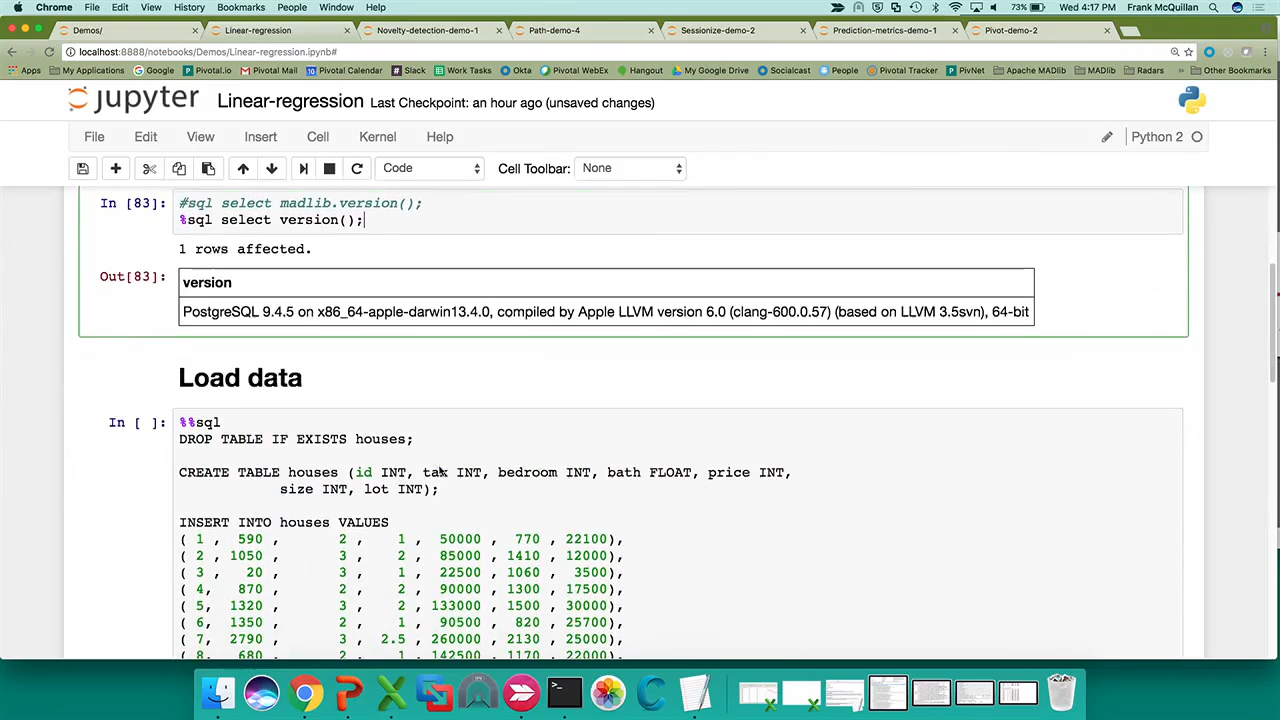 Chrome File Edit View History Bookmarks People Window Help 73% Wed 4:17 PM Frank McQuillan
Demos/ Linear-regression Novelty-detection-demo-1 Path-demo-4 Sessionize-demo-2 Prediction-metrics-demo-1 Pivot-demo-2
localhost:8888/notebooks/Demos/Linear-regression.ipynb#
Apps My Applications Google Pivotal.io Pivotal Mail Pivotal Calendar Slack Work Tasks Okta Pivotal WebEx Hangout My Google Drive Socialcast People Pivotal Tracker PivNet Apache MADlib MADlib Radars » Other Bookmarks
jupyter Linear-regression Last Checkpoint: an hour ago (unsaved changes)
File Edit View Insert Cell Kernel Help Python 2
Code Cell Toolbar: None
In [83]: #sql select madlib.version();
%sql select version();
1 rows affected.
Out[83]: version
PostgreSQL 9.4.5 on x86_64-apple-darwin13.4.0, compiled by Apple LLVM version 6.0 (clang-600.0.57) (based on LLVM 3.5svn), 64-bit
Load data
In [ ]: %%sql
DROP TABLE IF EXISTS houses;
CREATE TABLE houses (id INT, tax INT, bedroom INT, bath FLOAT, price INT,
size INT, lot INT);
INSERT INTO houses VALUES
( 1 , 590 , 2 , 1 , 50000 , 770 , 22100),
( 2 , 1050 , 3 , 2 , 85000 , 1410 , 12000),
( 3 , 20 , 3 , 1 , 22500 , 1060 , 3500),
( 4, 870 , 2 , 2 , 90000 , 1300 , 17500),
( 5, 1320 , 3 , 2 , 133000 , 1500 , 30000),
( 6, 1350 , 2 , 1 , 90500 , 820 , 25700),
( 7, 2790 , 3 , 2.5 , 260000 , 2130 , 25000),
( 8, 680 , 2 , 1 , 142500 , 1170 , 22000),